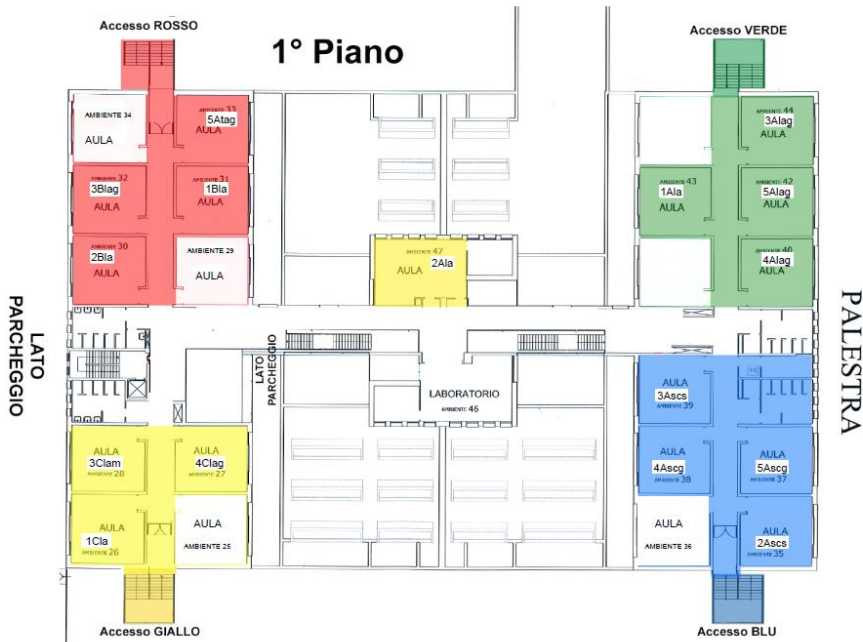 Accesso ROSSO
1° Piano
Accesso VERDE
AMBIENTE 34
AULA
AMBIENTE 33
5Atag
AULA
AMBIENTE 32
3Blag
AULA
AMBIENTE 31
1Bla
AULA
AMBIENTE 30
2Bla
AULA
AMBIENTE 29
AULA
AMBIENTE 47
2Ala
AULA
AMBIENTE 44
3Alag
AULA
AMBIENTE 43
1Ala
AULA
AMBIENTE 42
5Alag
AULA
AMBIENTE 40
4Alag
AULA
LATO
PARCHEGGIO
LATO
PARCHEGGIO
PALESTRA
LABORATORIO
AMBIENTE 46
AULA
3Ascs
AMBIENTE 39
AULA
3Clam
AMBIENTE 28
AULA
4Clag
AMBIENTE 27
AULA
4Ascg
AMBIENTE 38
AULA
5Ascg
AMBIENTE 37
AULA
1Cla
AMBIENTE 26
AULA
AMBIENTE 25
AULA
AMBIENTE 36
AULA
2Ascs
AMBIENTE 35
Accesso GIALLO
Accesso BLU